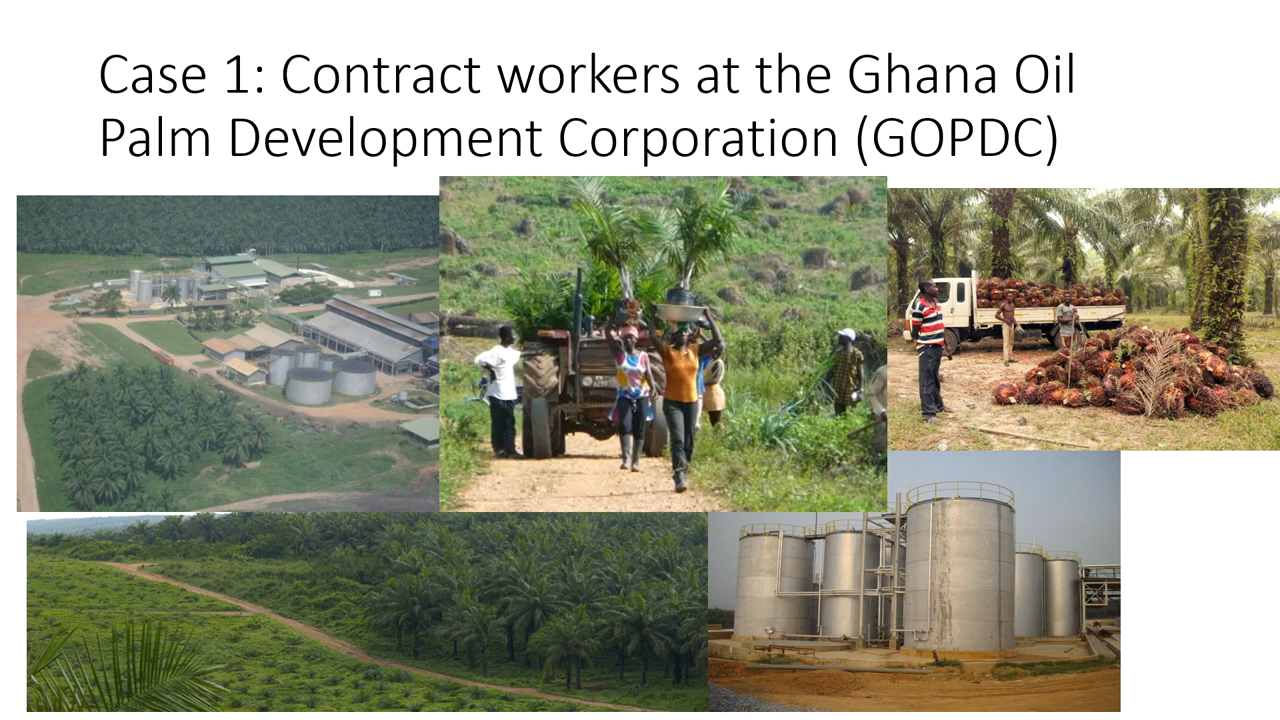 Case 1: Contract workers at the Ghana Oil
Palm Development Corporation (GOPDC)